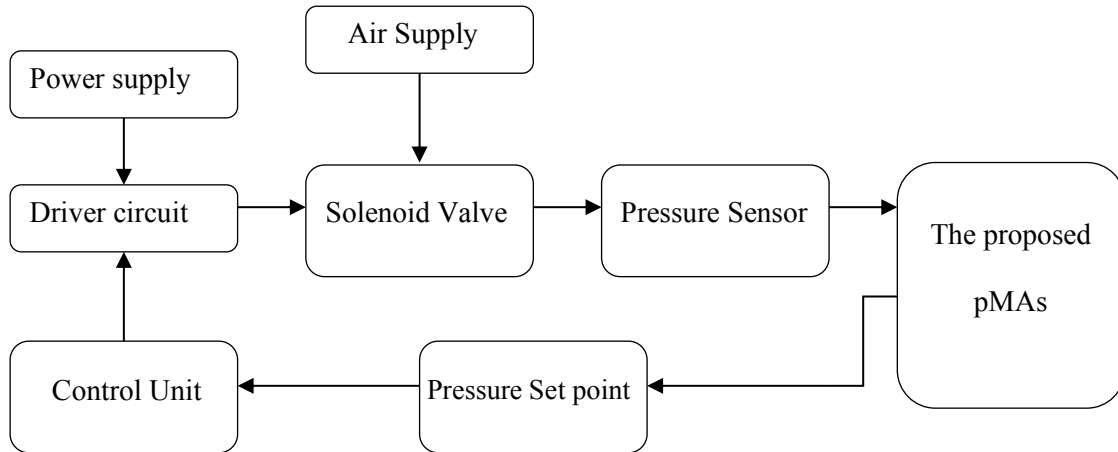 Air Supply
Power supply
Driver circuit
Solenoid Valve
Pressure Sensor
The proposed
pMAs
Control Unit
Pressure Set point